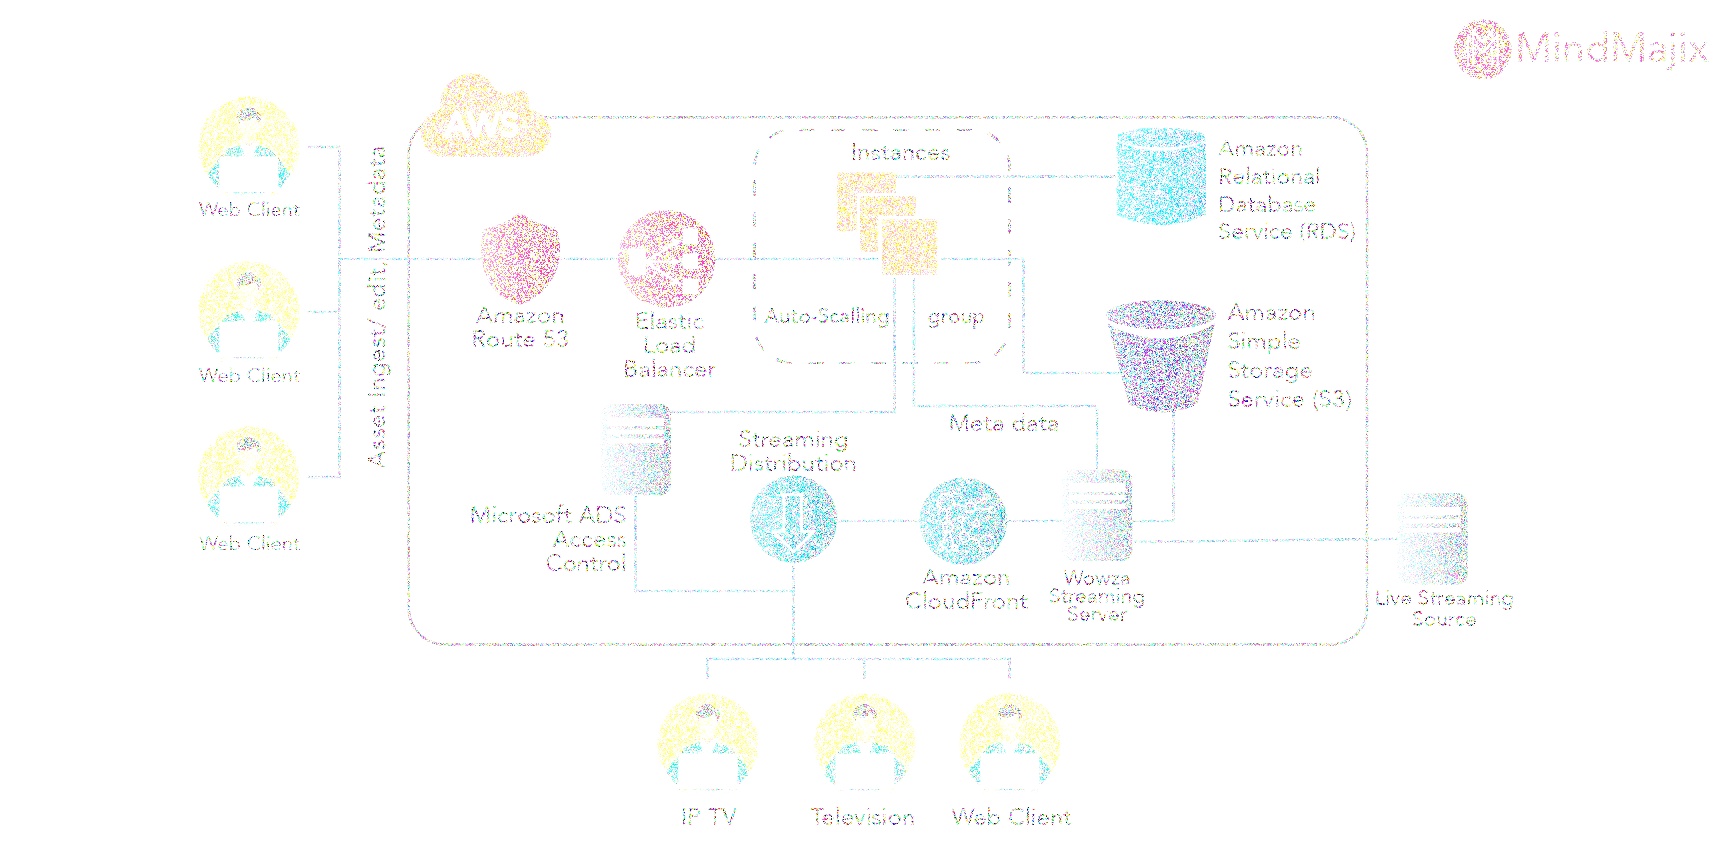 MindMajix
AWS
Instances
Amazon
Relational
Database
Service (RDS)
Web Client
Asset ingest/ edit, Metadata
Amazon
Route 53
Elastic
Load
Balancer
Auto-Scalling group
Amazon
Simple
Storage
Service (S3)
Web Client
Meta data
Streaming
Distribution
Microsoft ADS
Access
Control
Web Client
Amazon
CloudFront
Wowza
Streaming
Server
Live Streaming
Source
IP TV
Television
Web Client